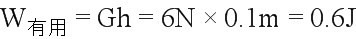 W有用 = Gh = 6N × 0.1m = 0.6J